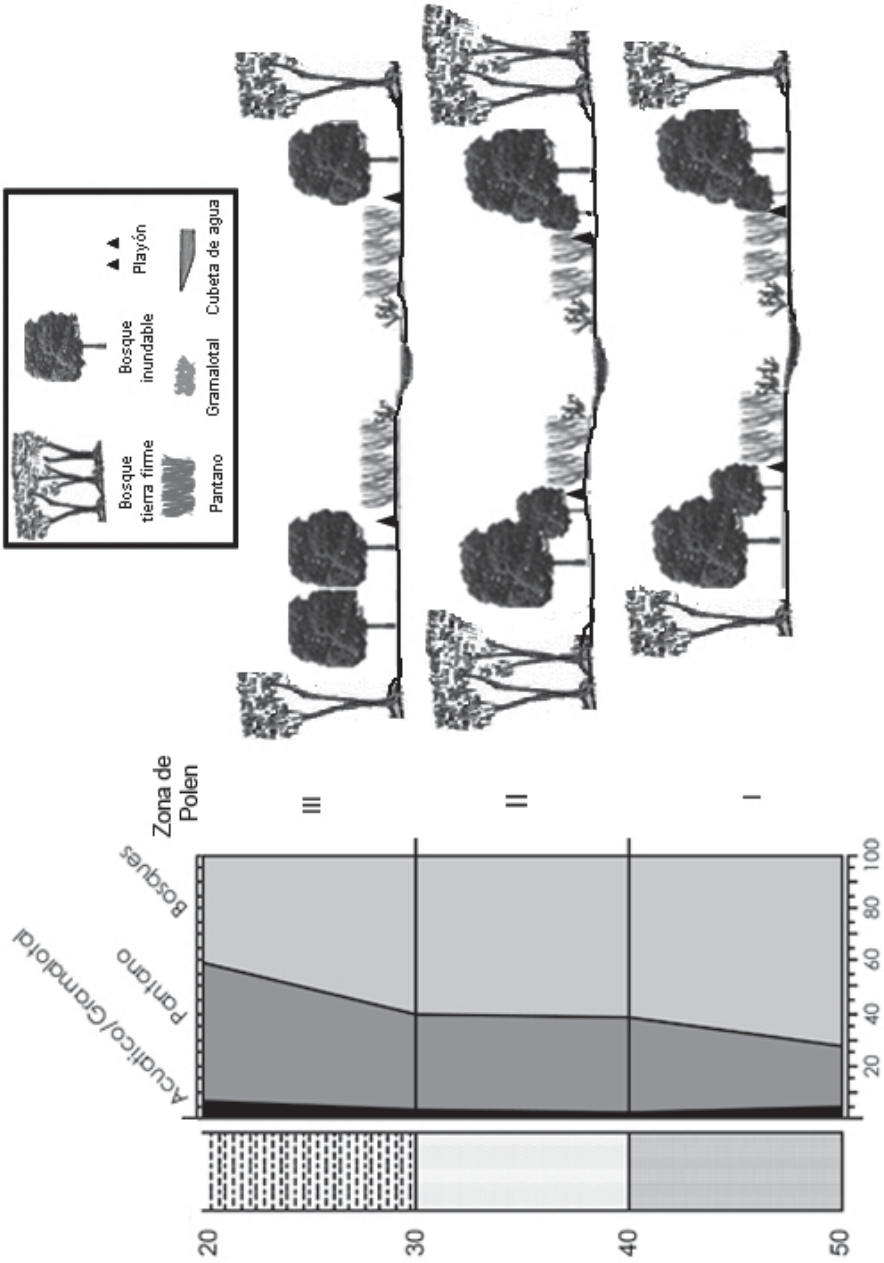 Bosque
tierra firme
Bosque
inundable
Playón
Pantano
Gramalotal
Cubeta de agua
Acuatico/Gramalotal
Pantano
Bosques
Zona de
Polen
III
II
I
20
30
40
50
20
40
60
80
100